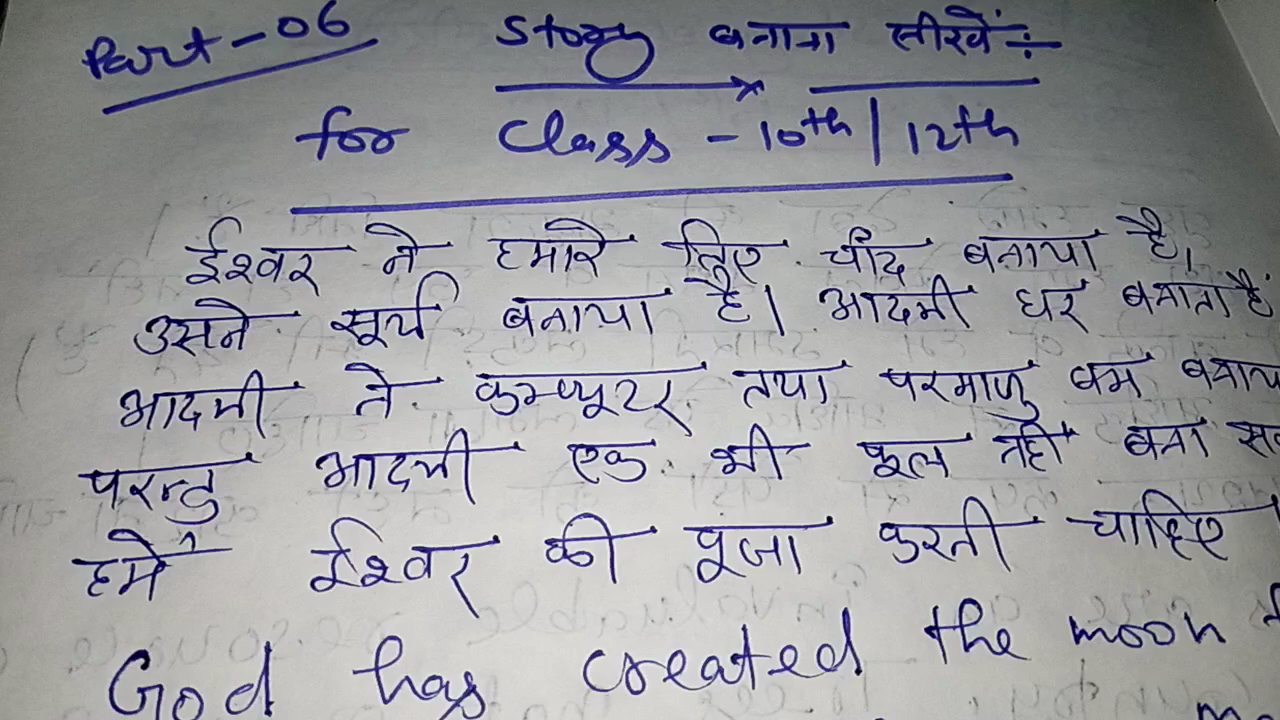 Part-06 Story बनाना सीखें :-
for Class - 10th | 12th
ईश्वर ने हमारे लिए चाँद बनाया है।
उसने सूर्य बनाया है। आदमी घर बनाता है
आदमी ने कम्प्यूटर तथा परमाणु बम
परन्तु आदमी एक भी फूल नहीं बना
हमें ईश्वर की पूजा करनी चाहिए
God has created the moon